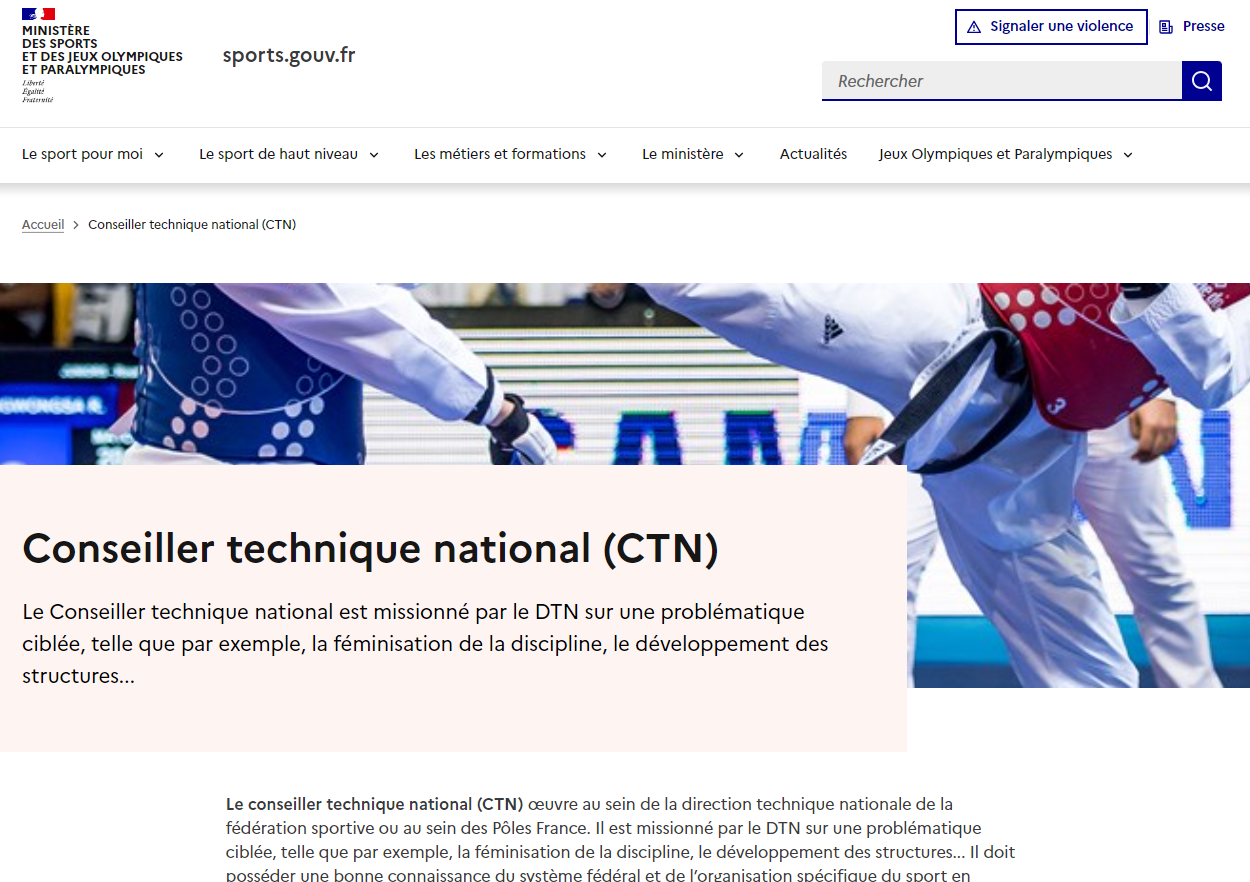 MINISTÈRE
DES SPORTS
ET DES JEUX OLYMPIQUES
ET PARALYMPIQUES
Liberté
Égalité
Fraternité
sports.gouv.fr
Signaler une violence
Presse
Rechercher
Le sport pour moi
Le sport de haut niveau
Les métiers et formations
Le ministère
Actualités
Jeux Olympiques et Paralympiques
Accueil > Conseiller technique national (CTN)
3
Conseiller technique national (CTN)
Le Conseiller technique national est missionné par le DTN sur une problématique
ciblée, telle que par exemple, la féminisation de la discipline, le développement des
structures...
Le conseiller technique national (CTN) œuvre au sein de la direction technique nationale de la
fédération sportive ou au sein des Pôles France. Il est missionné par le DTN sur une problématique
ciblée, telle que par exemple, la féminisation de la discipline, le développement des structures... Il doit
posséder une bonne connaissance du système fédéral et de l'organisation spécifique du sport en